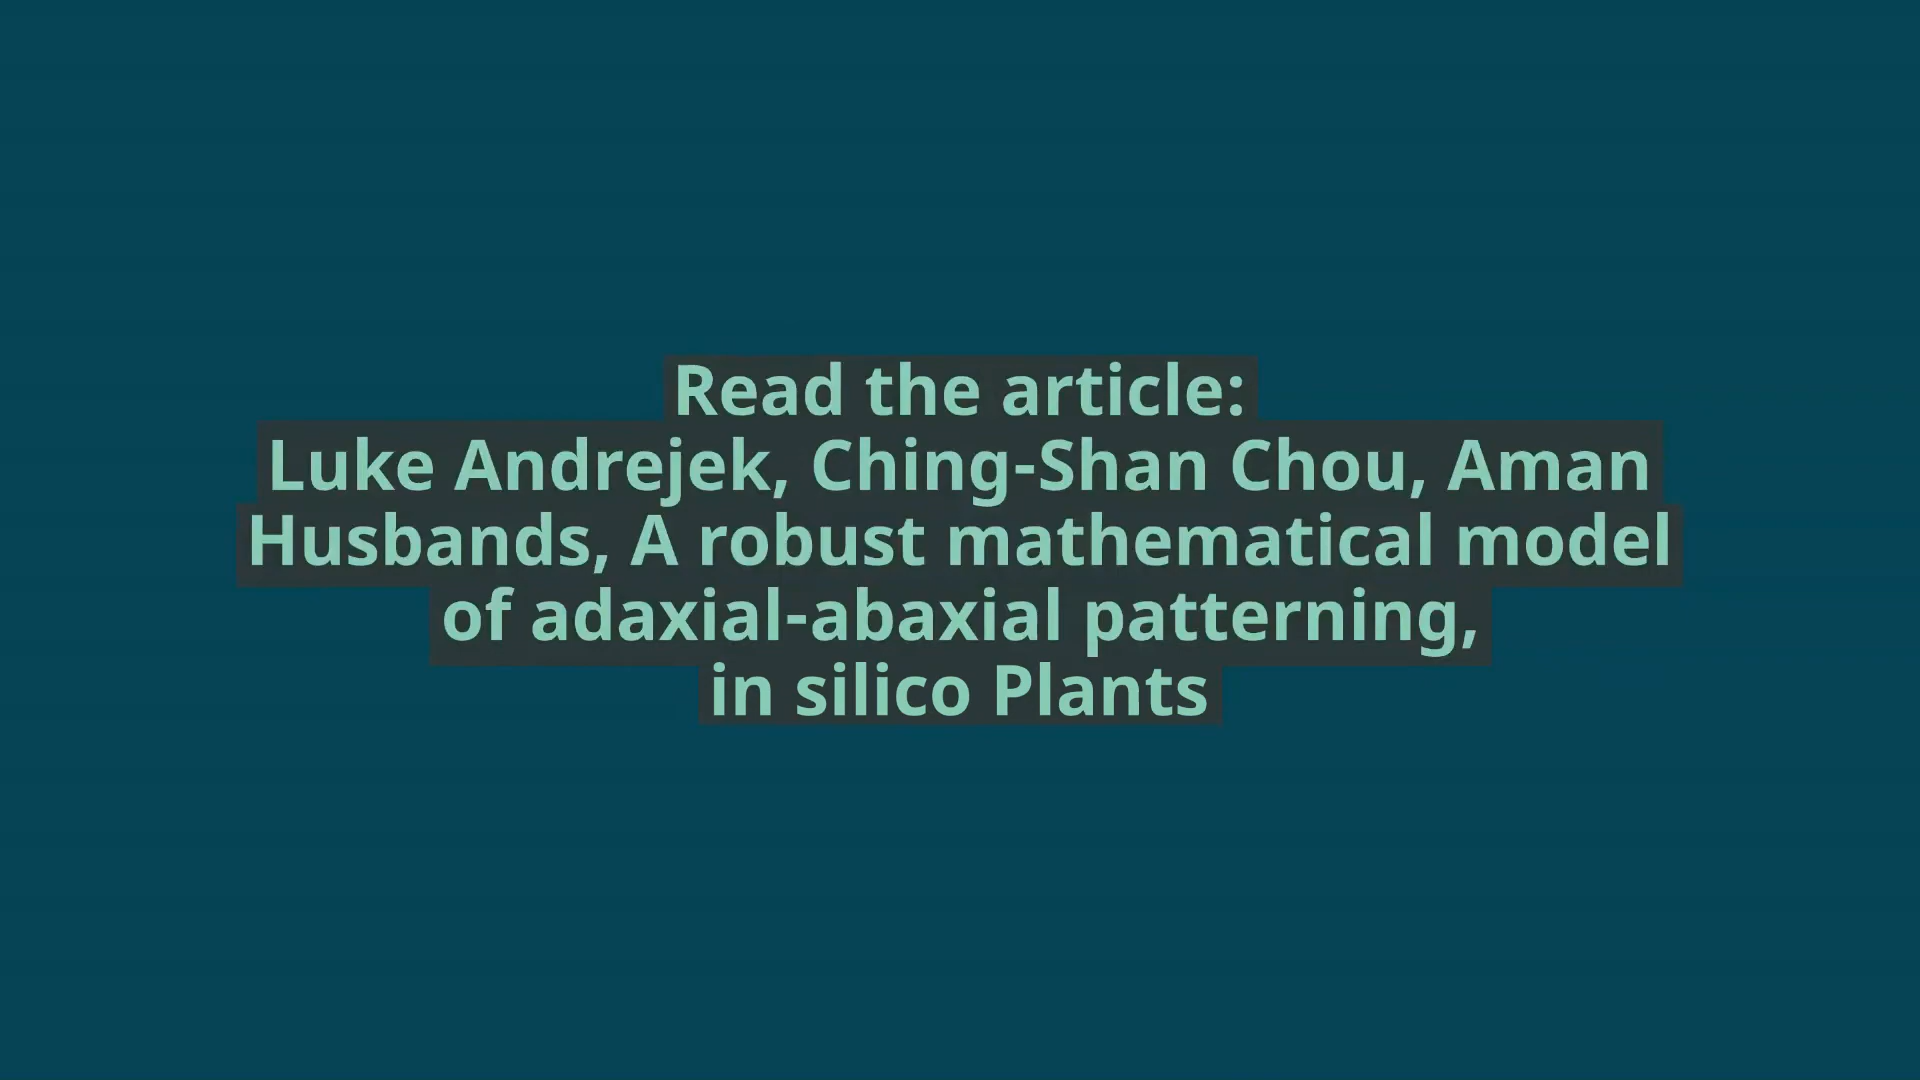 Read the article:
Luke Andrejek, Ching-Shan Chou, Aman
Husbands, A robust mathematical model
of adaxial-abaxial patterning,
in silico Plants